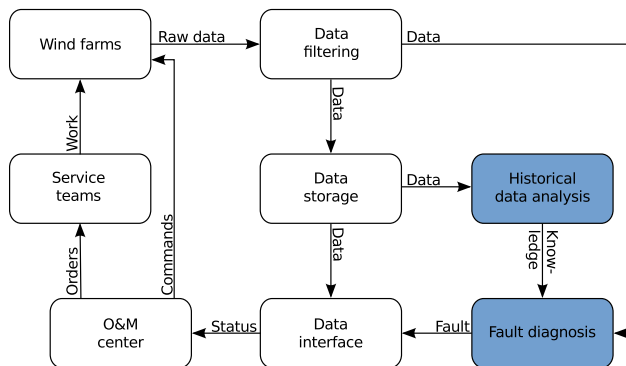 Wind farms
Raw data
Data
filtering
Data
Data
Work
Service
teams
Data
storage
Data
Historical
data analysis
Orders
Commands
Data
Know-
ledge
O&M
center
Status
Data
interface
Fault
Fault diagnosis